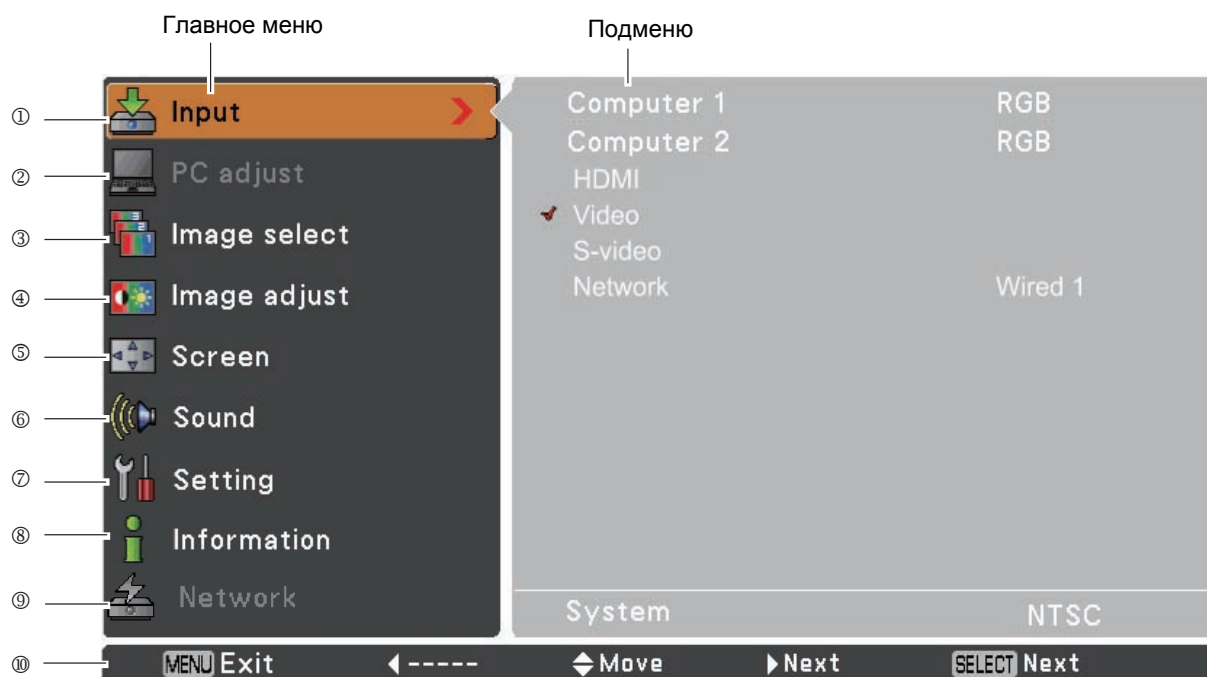 Главное меню
Подменю
① Input
② PC adjust
③ Image select
④ Image adjust
⑤ Screen
⑥ Sound
⑦ Setting
⑧ Information
⑨ Network
Computer 1 RGB
Computer 2 RGB
HDMI
Video
S-video
Network Wired 1
System NTSC
⑩ MENU Exit ◀----- Move ▶Next SELECT Next